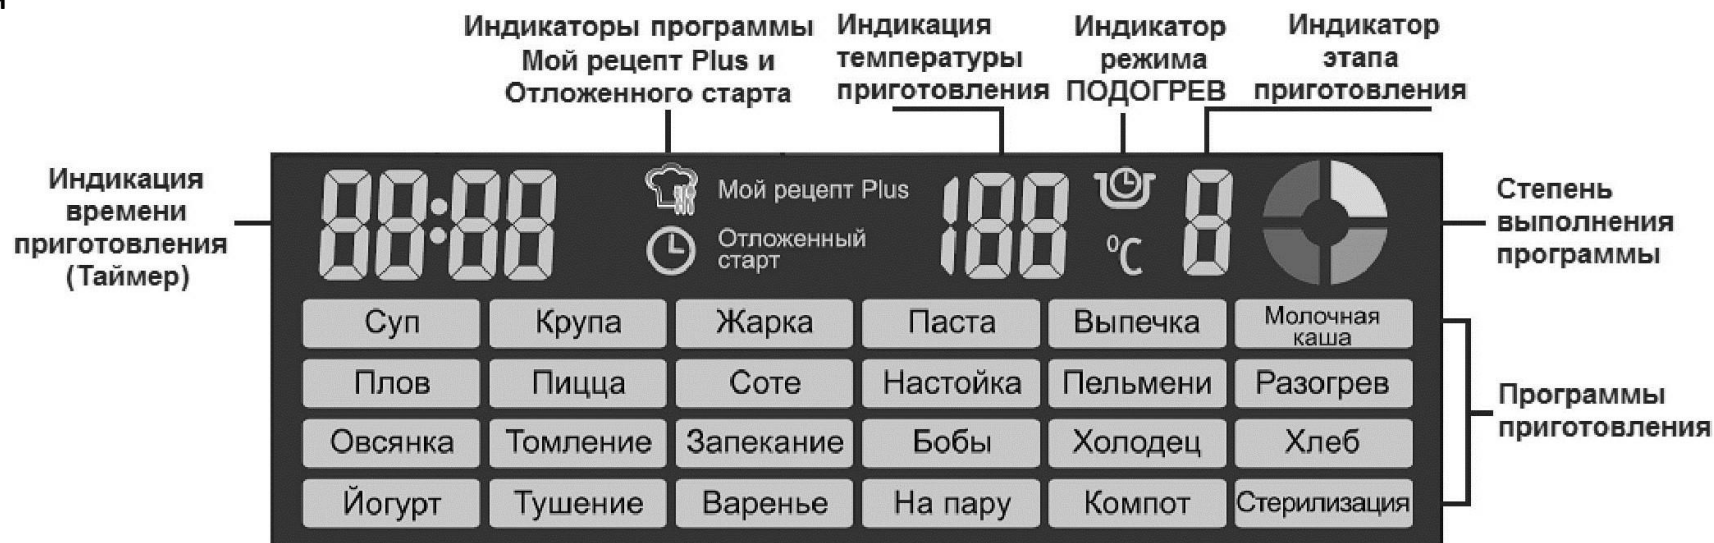 Индикаторы программы
Мой рецепт Plus и
Отложенного старта
Индикация
температуры
приготовления
Индикатор
режима
ПОДОГРЕВ
Индикатор
этапа
приготовления
Индикация
времени
приготовления
(Таймер)
88:88
Мой рецепт Plus
Отложенный
старт
188
°C
8
Степень
выполнения
программы
Суп Крупа Жарка Паста Выпечка Молочная
каша
Плов Пицца Соте Настойка Пельмени Разогрев
Овсянка Томление Запекание Бобы Холодец Хлеб
Йогурт Тушение Варенье На пару Компот Стерилизация
Программы
приготовления